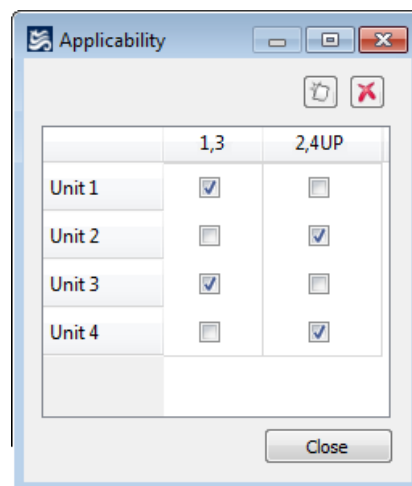 Applicability
1,3 2,4UP
Unit 1
Unit 2
Unit 3
Unit 4
Close